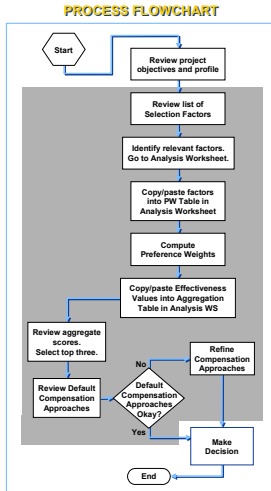 PROCESS FLOWCHART
Start
Review project
objectives and profile
Review list of
Selection Factors
Identify relevant factors.
Go to Analysis Worksheet.
Copy/paste factors
into PW Table in
Analysis Worksheet
Compute
Preference Weights
Copy/paste Effectiveness
Values into Aggregation
Table in Analysis WS
Review aggregate
scores.
Select top three.
Review Default
Compensation
Approaches
No
Default
Compensation
Approaches
Okay?
Yes
Refine
Compensation
Approaches
Make
Decision
End